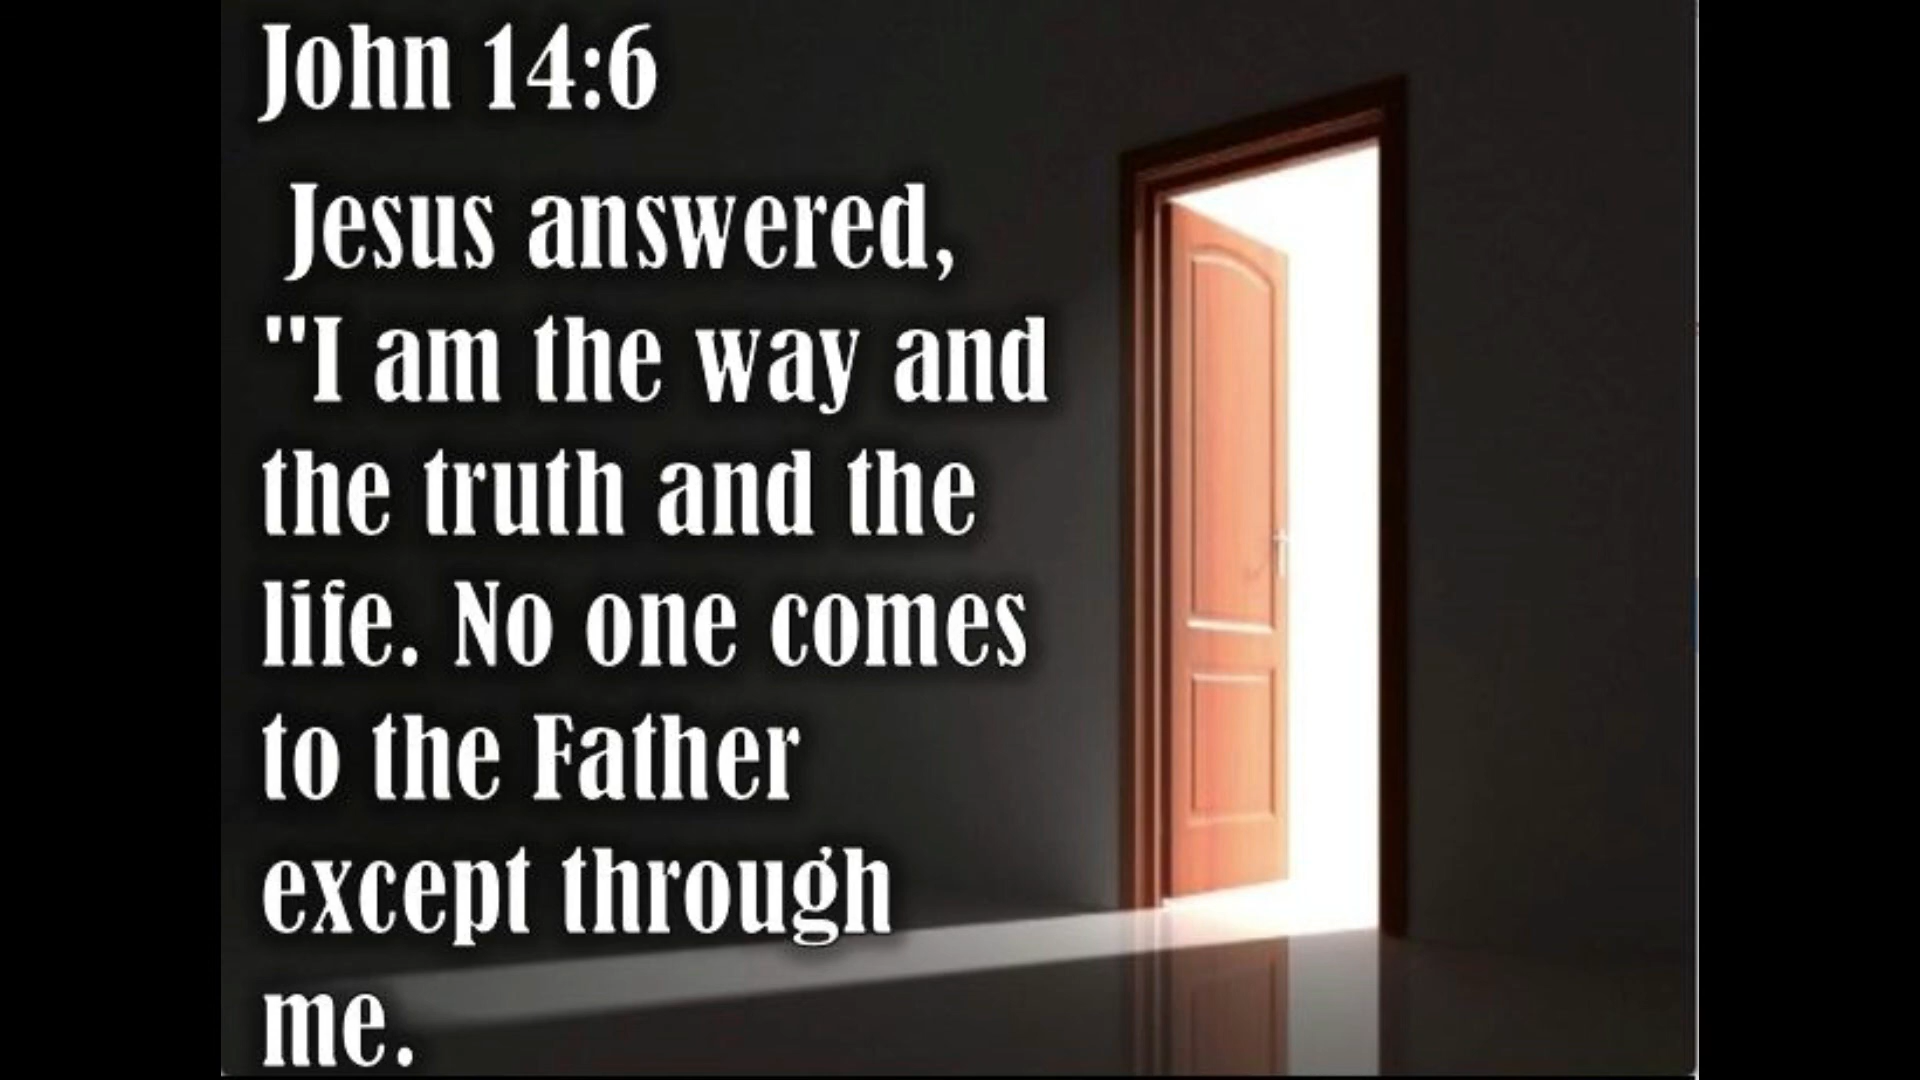 John 14:6
Jesus answered,
"I am the way and
the truth and the
life. No one comes
to the Father
except through
me.